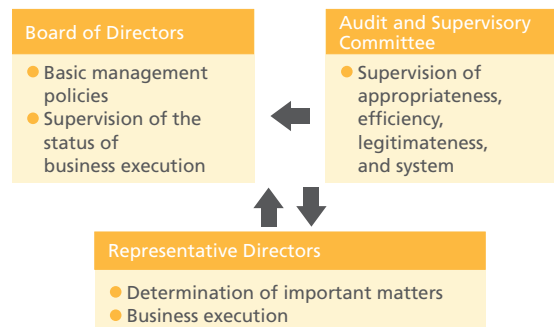 Board of Directors
● Basic management
policies
● Supervision of the
status of
business execution
Audit and Supervisory
Committee
● Supervision of
appropriateness,
efficiency,
legitimateness,
and system
Representative Directors
● Determination of important matters
● Business execution